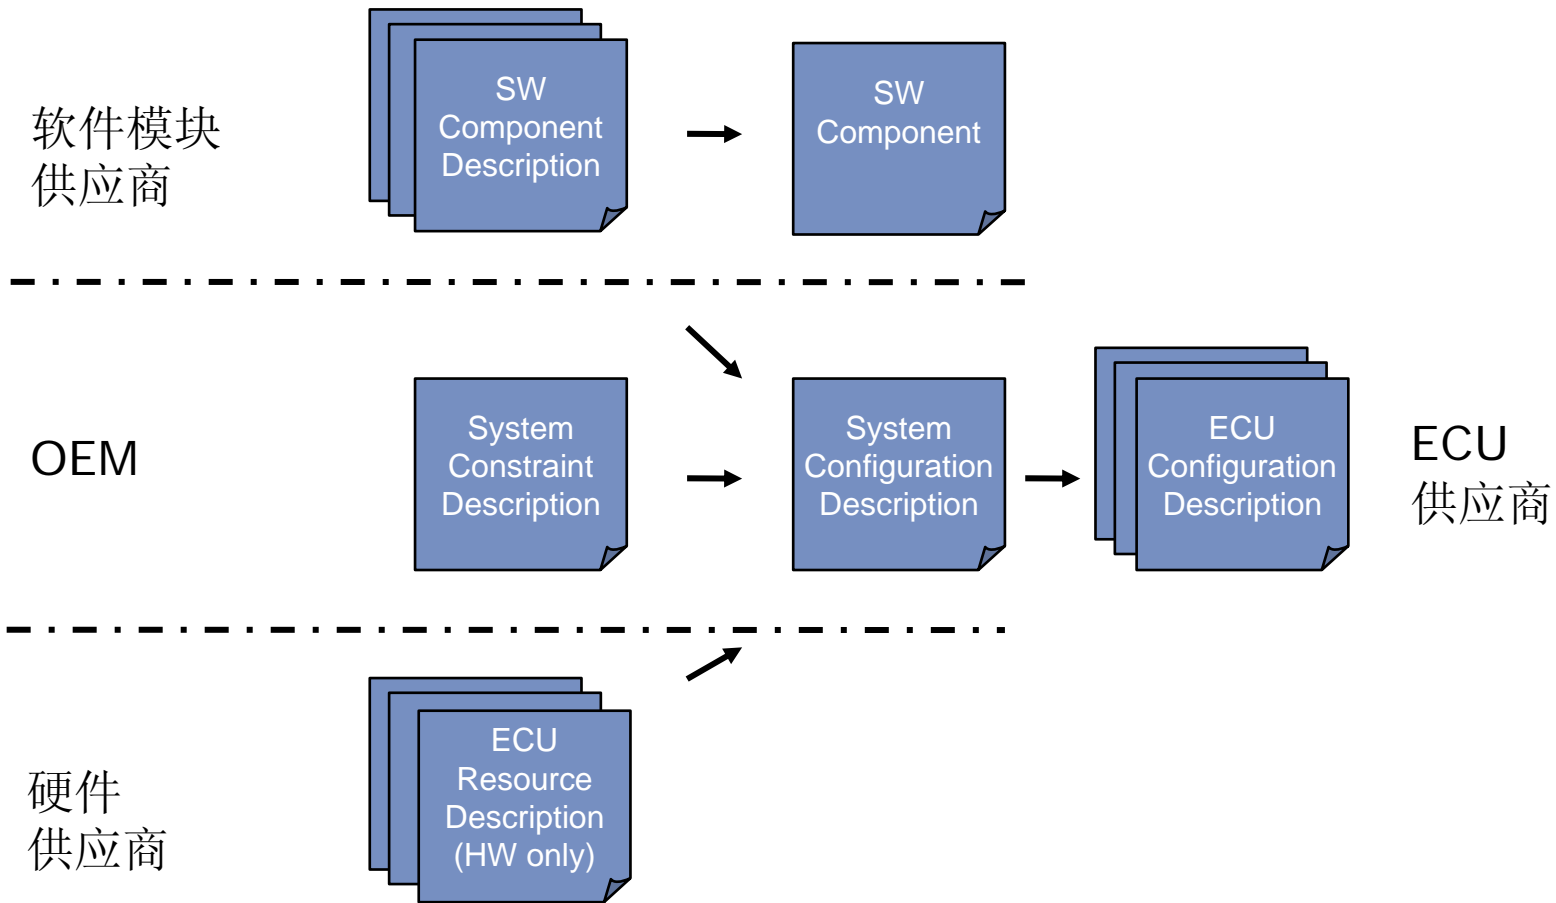 软件模块
供应商
SW
Component
Description
SW
Component
OEM
System
Constraint
Description
System
Configuration
Description
ECU
Configuration
Description
ECU
供应商
硬件
供应商
ECU
Resource
Description
(HW only)